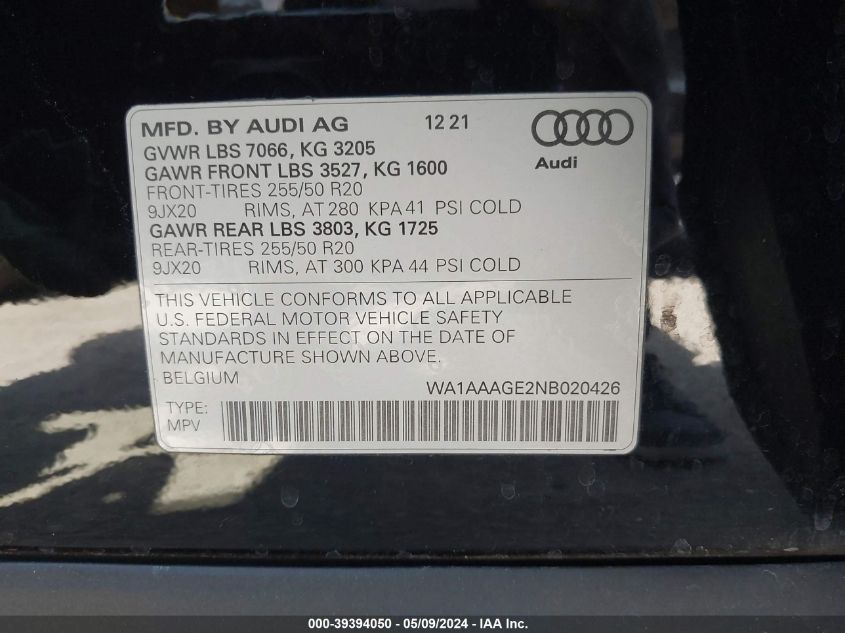 MFD. BY AUDI AG 12 21
GVWR LBS 7066, KG 3205
GAWR FRONT LBS 3527, KG 1600
Audi
FRONT-TIRES 255/50 R20
9JX20 RIMS, AT 280 KPA 41 PSI COLD
GAWR REAR LBS 3803, KG 1725
REAR-TIRES 255/50 R20
9JX20 RIMS, AT 300 KPA 44 PSI COLD
THIS VEHICLE CONFORMS TO ALL APPLICABLE
U.S. FEDERAL MOTOR VEHICLE SAFETY
STANDARDS IN EFFECT ON THE DATE OF
MANUFACTURE SHOWN ABOVE.
BELGIUM
WA1AAAGE2NB020426
TYPE:
MPV
000-39394050 - 05/09/2024 - IAAI Inc.